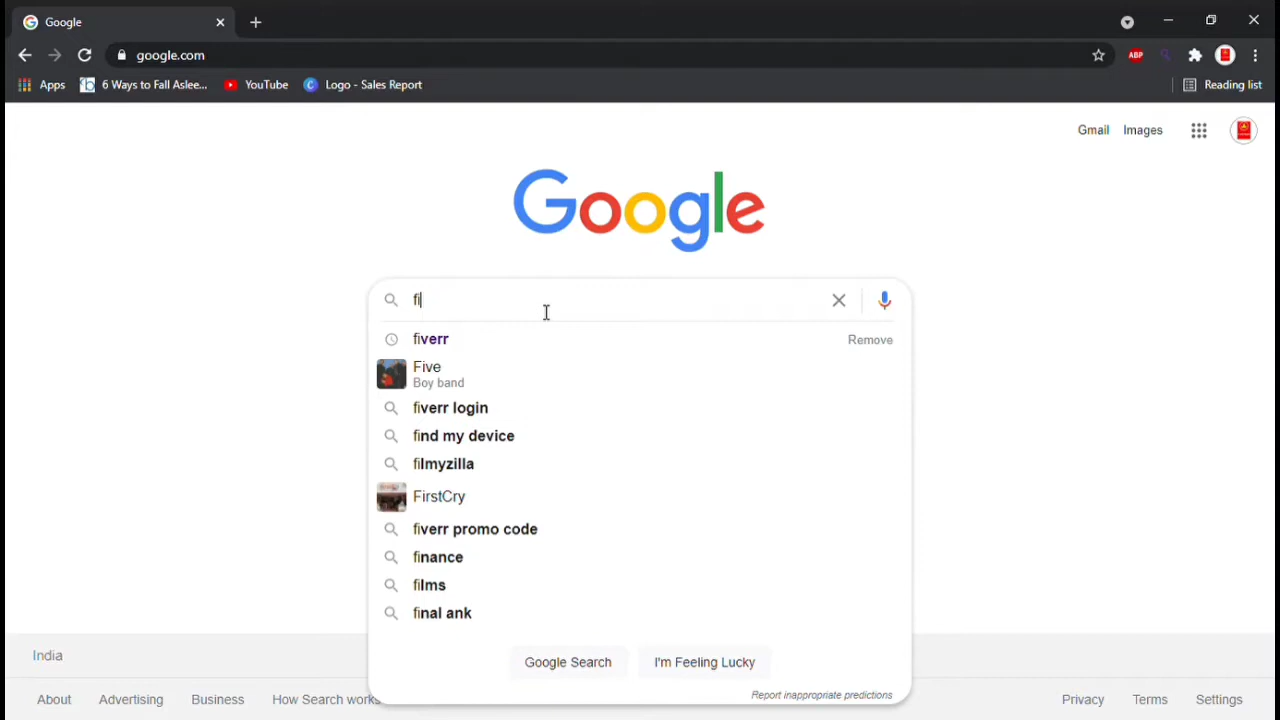 Google
google.com
ABP
Apps
6 Ways to Fall Aslee...
YouTube
Logo - Sales Report
Reading list
Gmail
Images
Google
fi
fiverr
Remove
Five
Boy band
fiverr login
find my device
filmyzilla
FirstCry
fiverr promo code
finance
films
final ank
Google Search
I'm Feeling Lucky
Report inappropriate predictions
India
About
Advertising
Business
How Search works
Privacy
Terms
Settings